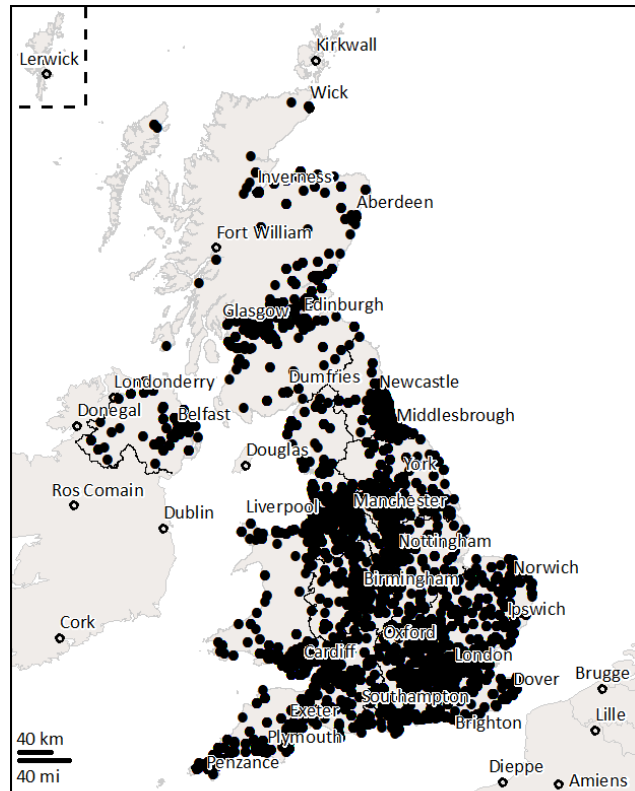 Kirkwall
Lerwick
Wick
Inverness
Aberdeen
Fort William
Glasgow
Edinburgh
Dumfries
Newcastle
Londonderry
Donegal
Belfast
Middlesbrough
Douglas
York
Ros Comain
Liverpool
Manchester
Dublin
Nottingham
Norwich
Birmingham
Ipswich
Cork
Oxford
Cardiff
London
Dover
Brugge
Southampton
Exeter
Brighton
Lille
Plymouth
40 km
40 mi
Penzance
Dieppe
Amiens